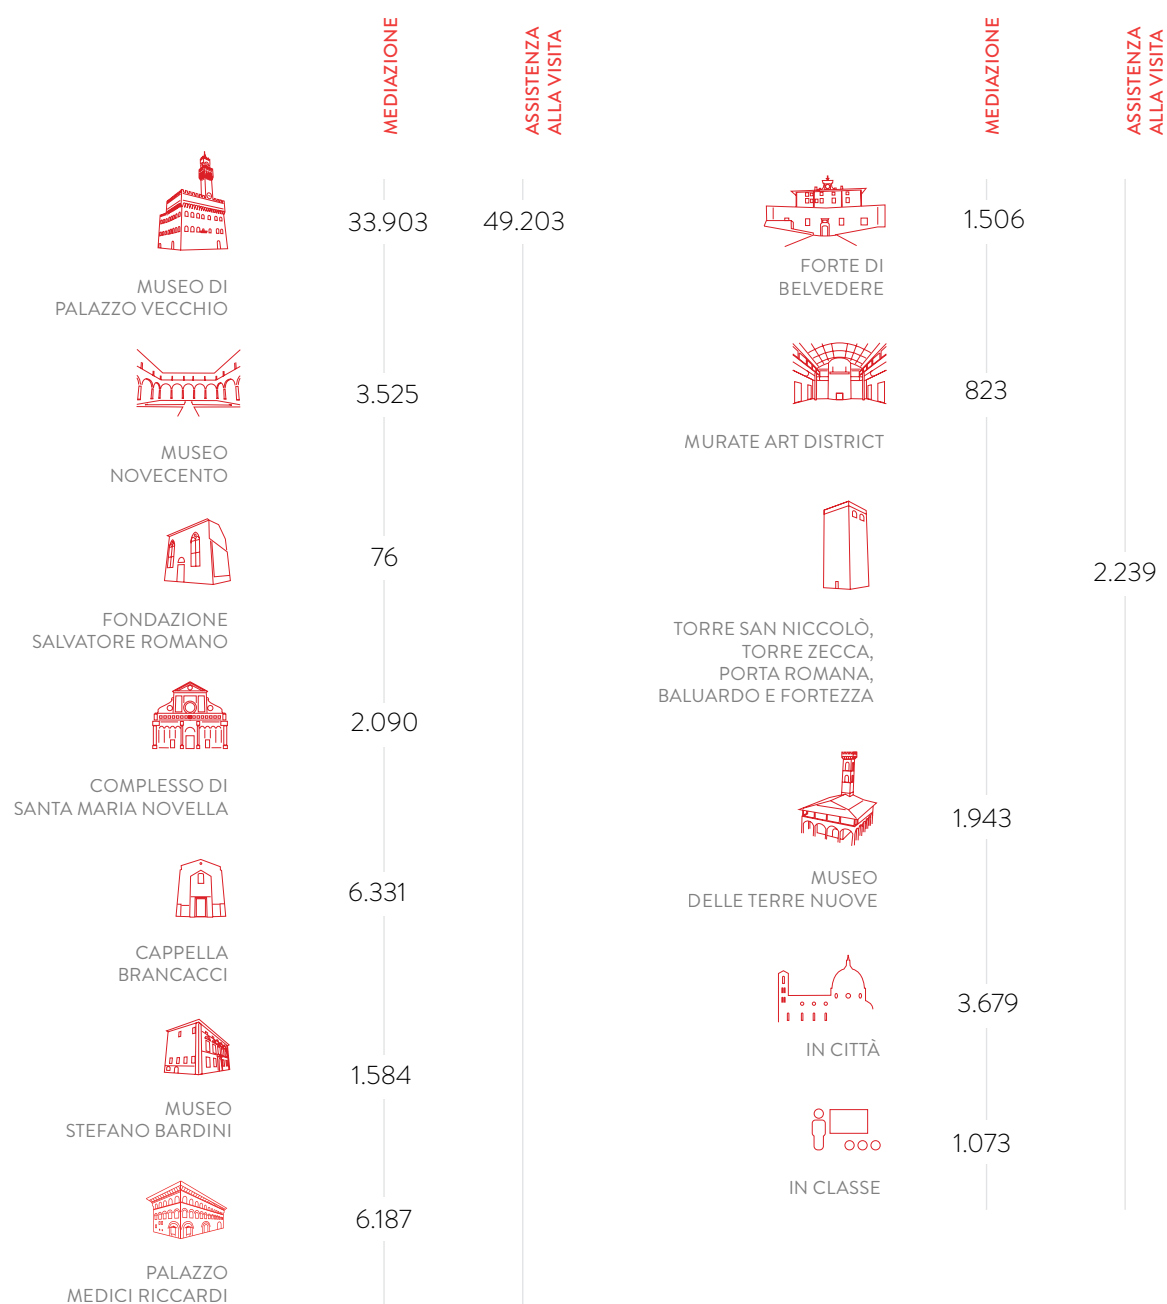 MEDIAZIONE
ASSISTENZA
ALLA VISITA
33.903
49.203
MUSEO DI
PALAZZO VECCHIO
3.525
MUSEO
NOVECENTO
76
FONDAZIONE
SALVATORE ROMANO
2.090
COMPLESSO DI
SANTA MARIA NOVELLA
6.331
CAPPELLA
BRANCACCI
1.584
MUSEO
STEFANO BARDINI
6.187
PALAZZO
MEDICI RICCARDI
MEDIAZIONE
ASSISTENZA
ALLA VISITA
1.506
FORTE DI
BELVEDERE
823
MURATE ART DISTRICT
2.239
TORRE SAN NICCOLÒ,
TORRE ZECCA,
PORTA ROMANA,
BALUARDO E FORTEZZA
1.943
MUSEO
DELLE TERRE NUOVE
3.679
IN CITTÀ
1.073
IN CLASSE